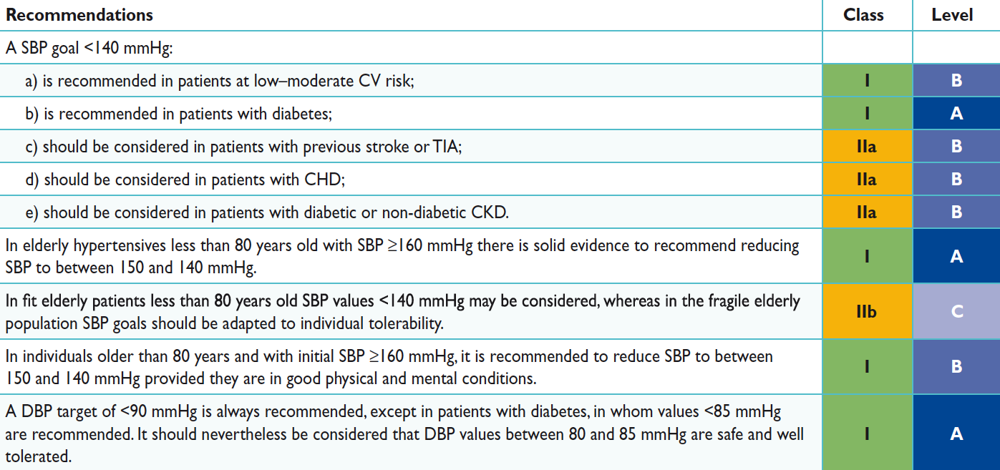 Recommendations Class Level
A SBP goal <140 mmHg:
a) is recommended in patients at low–moderate CV risk; I B
b) is recommended in patients with diabetes; I A
c) should be considered in patients with previous stroke or TIA; IIa B
d) should be considered in patients with CHD; IIa B
e) should be considered in patients with diabetic or non-diabetic CKD. IIa B
In elderly hypertensives less than 80 years old with SBP ≥160 mmHg there is solid evidence to recommend reducing
SBP to between 150 and 140 mmHg. I A
In fit elderly patients less than 80 years old SBP values <140 mmHg may be considered, whereas in the fragile elderly
population SBP goals should be adapted to individual tolerability. IIb C
In individuals older than 80 years and with initial SBP ≥160 mmHg, it is recommended to reduce SBP to between
150 and 140 mmHg provided they are in good physical and mental conditions. I B
A DBP target of <90 mmHg is always recommended, except in patients with diabetes, in whom values <85 mmHg
are recommended. It should nevertheless be considered that DBP values between 80 and 85 mmHg are safe and well
tolerated. I A